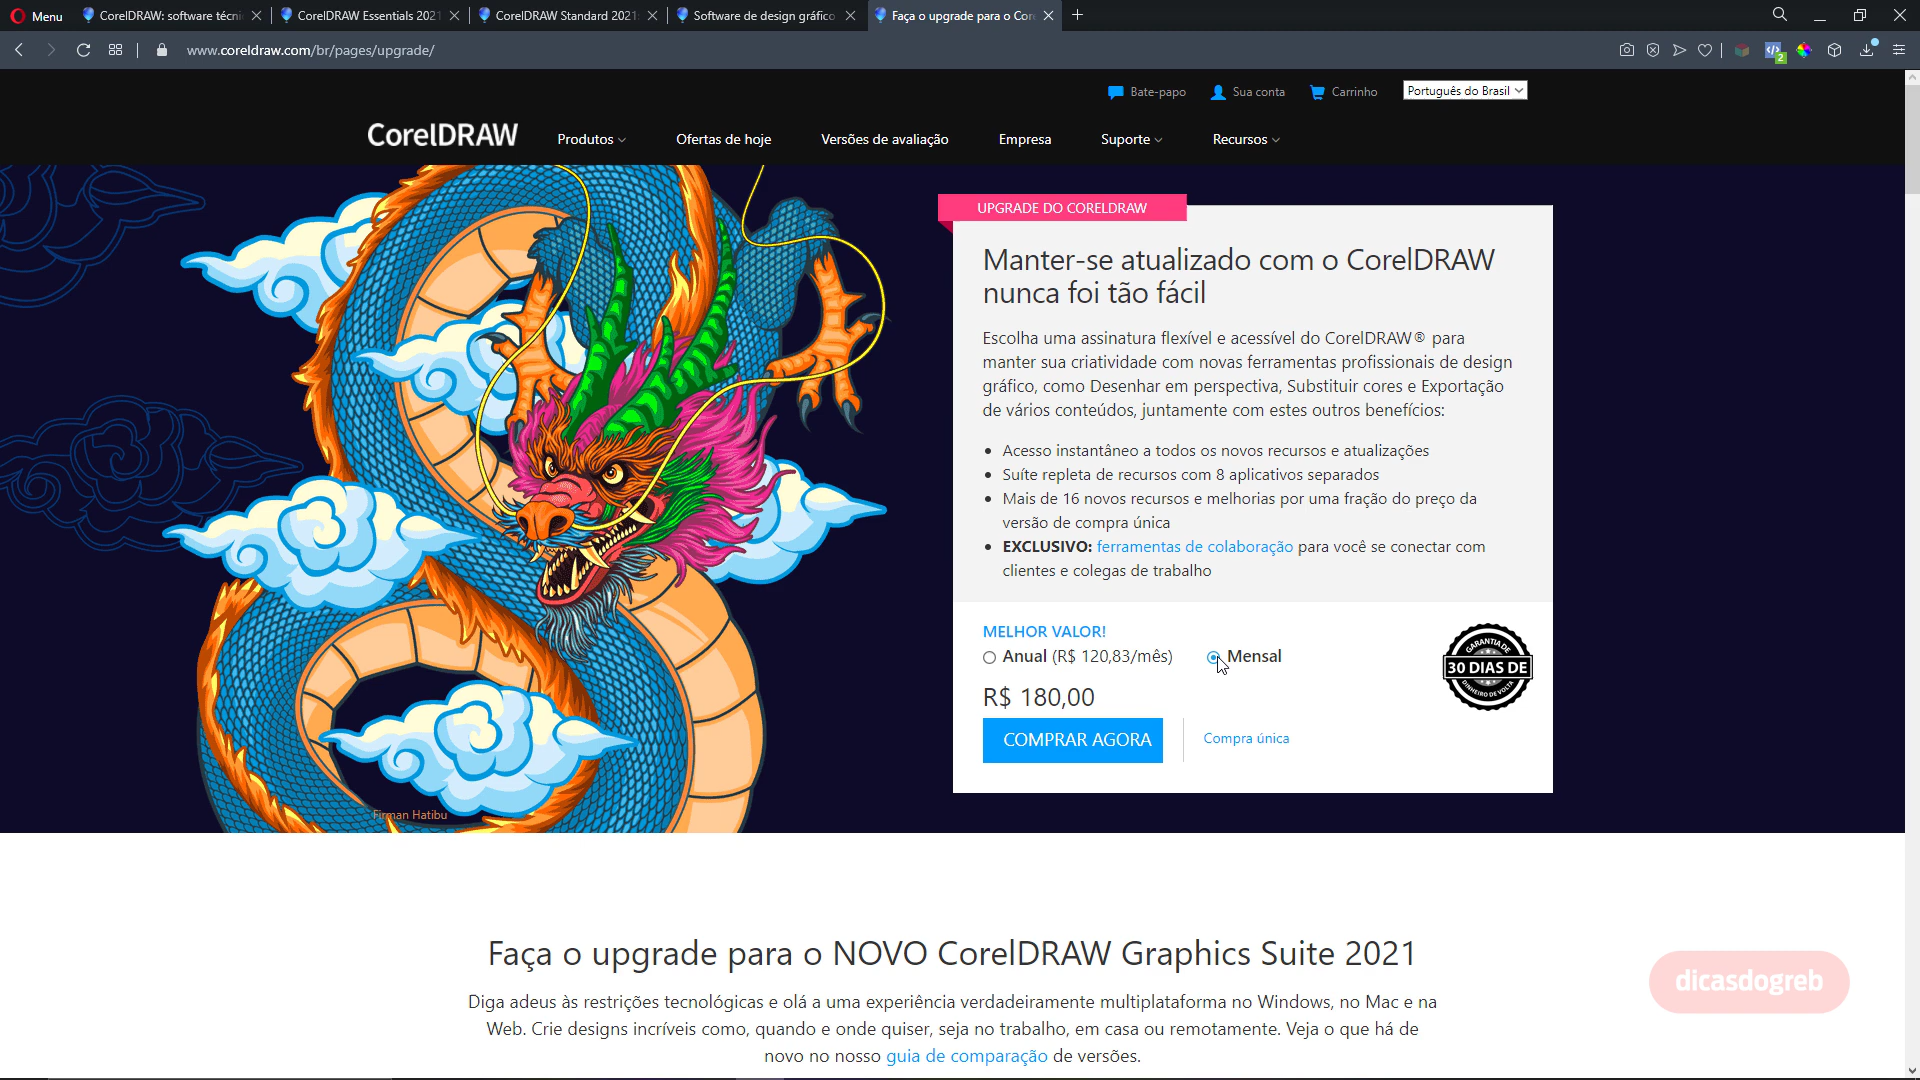 Menu
CorelDRAW: software técni
CorelDRAW Essentials 2021
CorelDRAW Standard 2021:
Software de design gráfico
Faça o upgrade para o Core
www.coreldraw.com/br/pages/upgrade/
2
Bate-papo
Sua conta
Carrinho
Português do Brasil
CorelDRAW
Produtos
Ofertas de hoje
Versões de avaliação
Empresa
Suporte
Recursos
UPGRADE DO CORELDRAW
Manter-se atualizado com o CorelDRAW
nunca foi tão fácil
Escolha uma assinatura flexível e acessível do CorelDRAW® para
manter sua criatividade com novas ferramentas profissionais de design
gráfico, como Desenhar em perspectiva, Substituir cores e Exportação
de vários conteúdos, juntamente com estes outros benefícios:
• Acesso instantâneo a todos os novos recursos e atualizações
• Suíte repleta de recursos com 8 aplicativos separados
• Mais de 16 novos recursos e melhorias por uma fração do preço da
versão de compra única
• EXCLUSIVO: ferramentas de colaboração para você se conectar com
clientes e colegas de trabalho
MELHOR VALOR!
Anual (R$ 120,83/mês)
Mensal
R$ 180,00
COMPRAR AGORA
Compra única
GARANTIA DE
30 DIAS DE
DINHEIRO DE VOLTA
Firman Hatibu
Faça o upgrade para o NOVO CorelDRAW Graphics Suite 2021
Diga adeus às restrições tecnológicas e olá a uma experiência verdadeiramente multiplataforma no Windows, no Mac e na
Web. Crie designs incríveis como, quando e onde quiser, seja no trabalho, em casa ou remotamente. Veja o que há de
novo no nosso guia de comparação de versões.
dicasdogreb